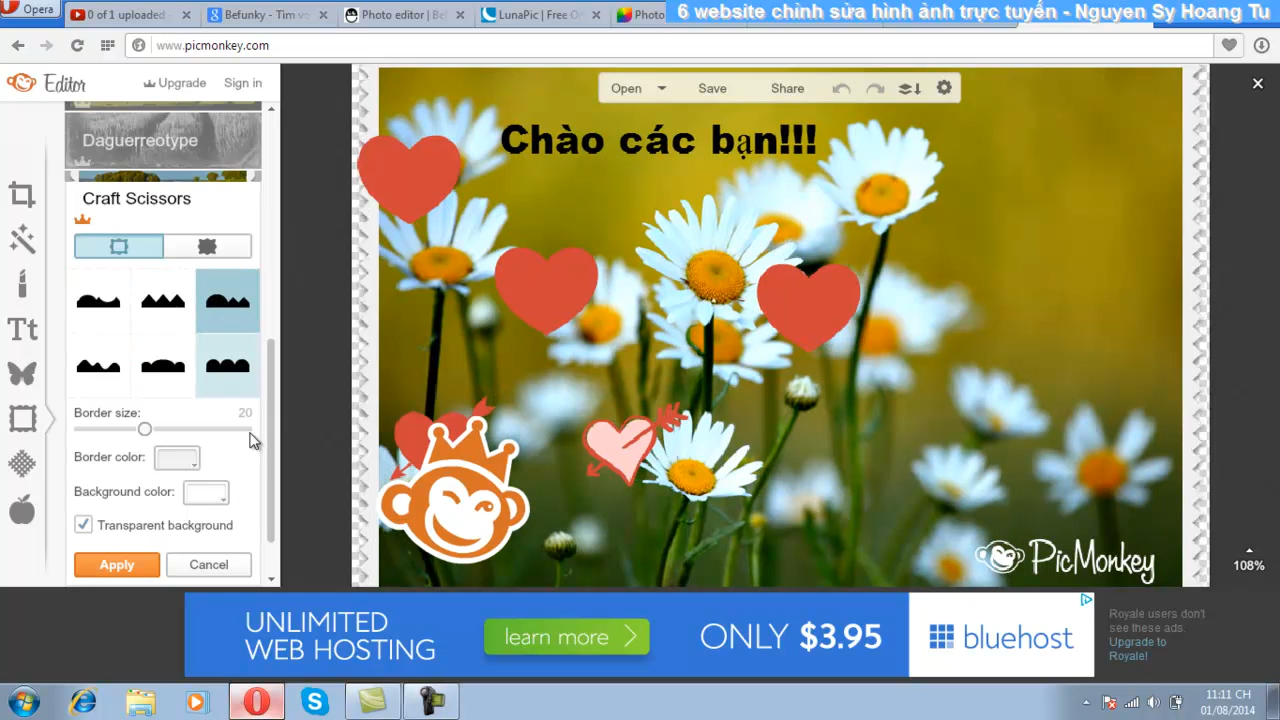 6 website chỉnh sửa hình ảnh trực tuyến - Nguyen Sy Hoang Tu
Opera
0 of 1 uploaded
Befunky - Tìm v
Photo editor | Be
LunaPic | Free O
Photo
www.picmonkey.com
Editor
Upgrade
Sign in
Open
Save
Share
Daguerreotype
Craft Scissors
Chào các bạn!!!
Border size:
20
Border color:
Background color:
Transparent background
Apply
Cancel
PicMonkey
108%
UNLIMITED
WEB HOSTING
learn more
ONLY $3.95
bluehost
Royale users don't
see these ads.
Upgrade to
Royale!
11:11 CH
01/08/2014